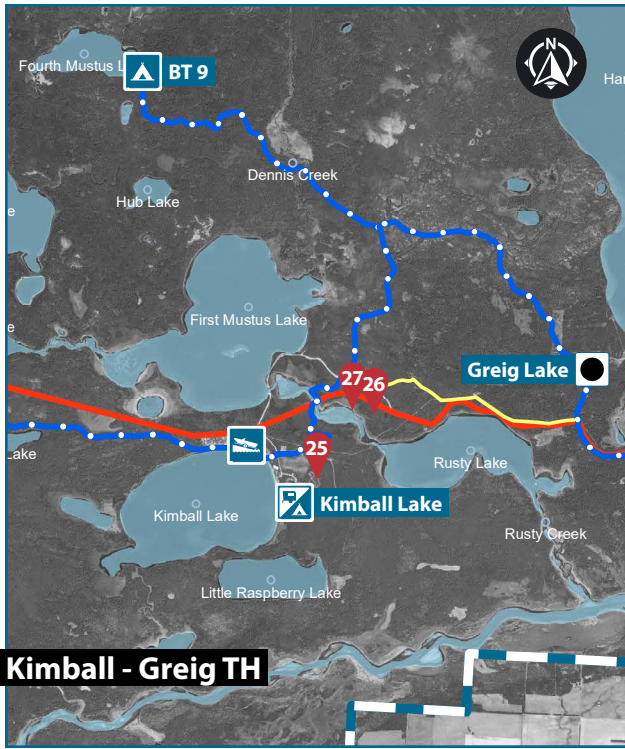 N
Fourth Mustus L
BT 9
Ha
Dennis Creek
Hub Lake
e
First Mustus Lake
e
Greig Lake
27
26
25
Lake
Rusty Lake
Kimball Lake
Kimball Lake
Rusty Creek
Little Raspberry Lake
Kimball - Greig TH